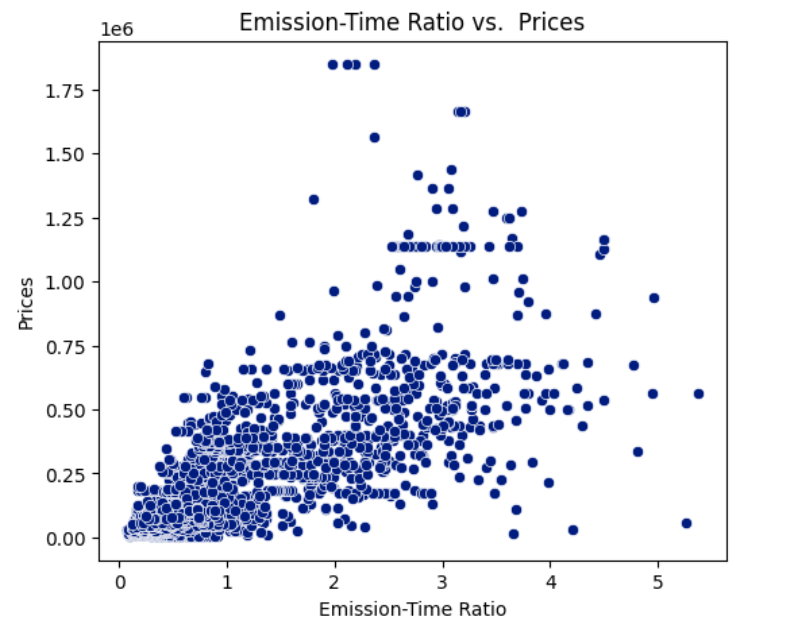 Emission-Time Ratio vs.  Prices
1e6
1.75
1.50
1.25
1.00
0.75
0.50
0.25
0.00
Prices
0 1 2 3 4 5
Emission-Time Ratio